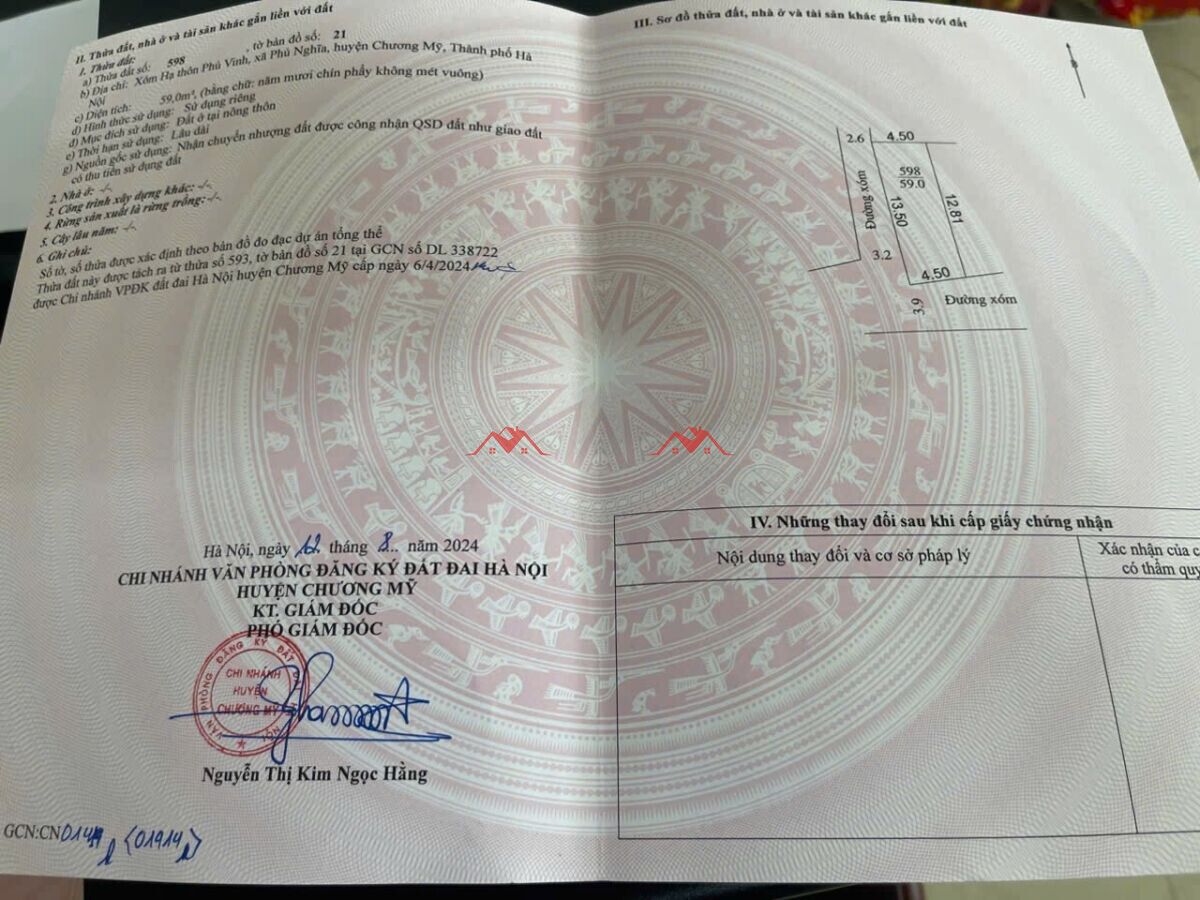 II. Thửa đất, nhà ở và tài sản khác gắn liền với đất
1. Thửa đất:
a) Thửa đất số: 598 , tờ bản đồ số: 21
b) Địa chỉ: Xóm Hạ thôn Phù Vinh, xã Phú Nghĩa, huyện Chương Mỹ, Thành phố Hà
Nội
c) Diện tích: 59,0m², (bằng chữ: năm mươi chín phẩy không mét vuông)
d) Hình thức sử dụng: Sử dụng riêng
đ) Mục đích sử dụng: Đất ở tại nông thôn
e) Thời hạn sử dụng: Lâu dài
g) Nguồn gốc sử dụng: Nhận chuyển nhượng đất được công nhận QSD đất như giao đất
có thu tiền sử dụng đất
2. Nhà ở: -/-
3. Công trình xây dựng khác: -/-
4. Rừng sản xuất là rừng trồng: -/-
5. Cây lâu năm: -/-
6. Ghi chú:
Số tờ, số thửa được xác định theo bản đồ đo đạc dự án tổng thể
Thửa đất này được tách ra từ thửa số 593, tờ bản đồ số 21 tại GCN số DL 338722
được Chi nhánh VPĐK đất đai Hà Nội huyện Chương Mỹ cấp ngày 6/4/2024
Hà Nội, ngày 12 tháng 8 năm 2024
CHI NHÁNH VĂN PHÒNG ĐĂNG KÝ ĐẤT ĐAI HÀ NỘI
HUYỆN CHƯƠNG MỸ
KT. GIÁM ĐỐC
PHÓ GIÁM ĐỐC
CHI NHÁNH
HUYỆN
CHƯƠNG MỸ
Nguyễn Thị Kim Ngọc Hằng
GCN:CN
(01914
III. Sơ đồ thửa đất, nhà ở và tài sản khác gắn liền với đất
2.6
4.50
598
59.0
Đường xóm
13.50
12.81
3.2
4.50
3.9
Đường xóm
IV. Những thay đổi sau khi cấp giấy chứng nhận
Nội dung thay đổi và cơ sở pháp lý
Xác nhận của c
có thẩm quy